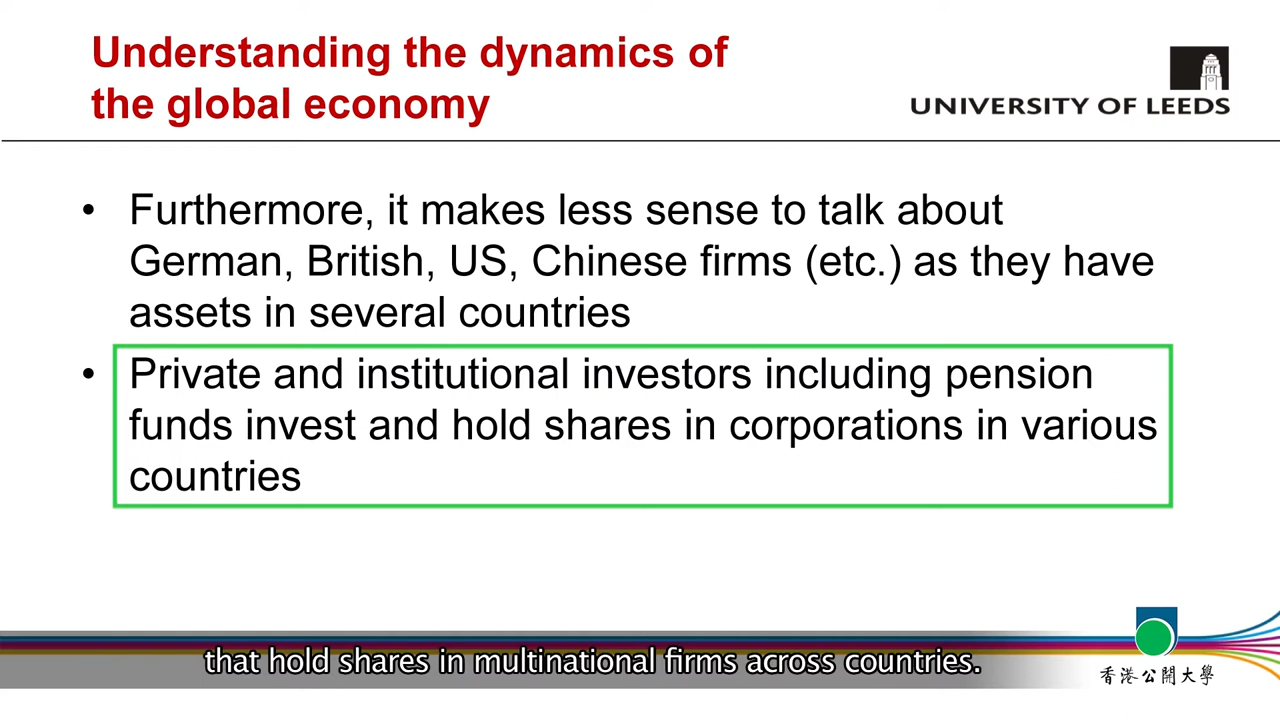 Understanding the dynamics of
the global economy
UNIVERSITY OF LEEDS
• Furthermore, it makes less sense to talk about
German, British, US, Chinese firms (etc.) as they have
assets in several countries
• Private and institutional investors including pension
funds invest and hold shares in corporations in various
countries
that hold shares in multinational firms across countries.
香港公開大學